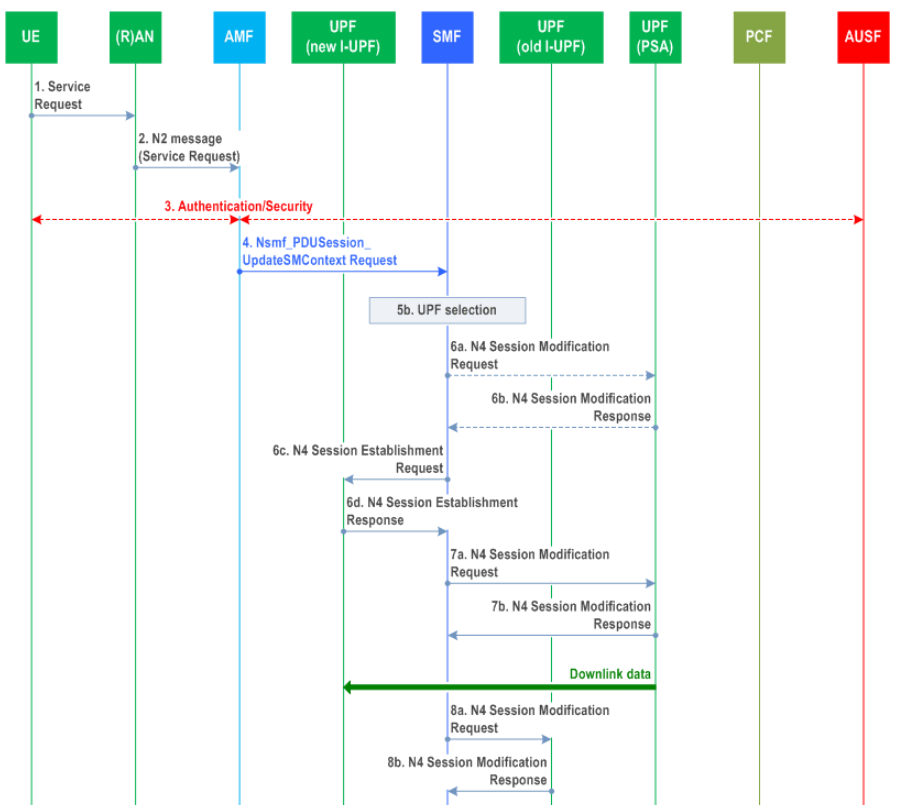 UE
(R)AN
AMF
UPF
(new I-UPF)
SMF
UPF
(old I-UPF)
UPF
(PSA)
PCF
AUSF
1. Service
Request
2. N2 message
(Service Request)
3. Authentication/Security
4. Nsmf_PDUSession_
UpdateSMContext Request
5b. UPF selection
6a. N4 Session Modification
Request
6b. N4 Session Modification
Response
6c. N4 Session Establishment
Request
6d. N4 Session Establishment
Response
7a. N4 Session Modification
Request
7b. N4 Session Modification
Response
Downlink data
8a. N4 Session Modification
Request
8b. N4 Session Modification
Response